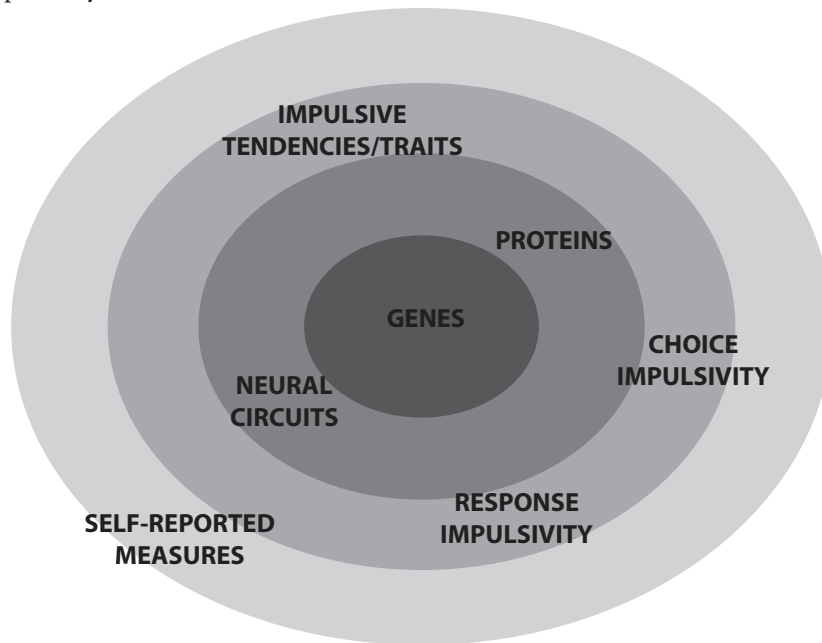 IMPULSIVE
TENDENCIES/TRAITS
PROTEINS
GENES
CHOICE
IMPULSIVITY
NEURAL
CIRCUITS
RESPONSE
IMPULSIVITY
SELF-REPORTED
MEASURES